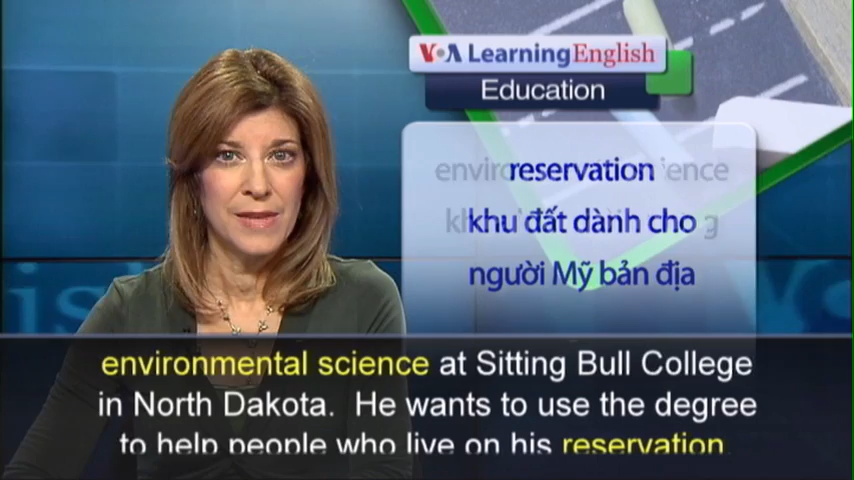 VOA Learning English
Education
reservation
khu đất dành cho
người Mỹ bản địa
environmental science at Sitting Bull College
in North Dakota. He wants to use the degree
to help people who live on his reservation